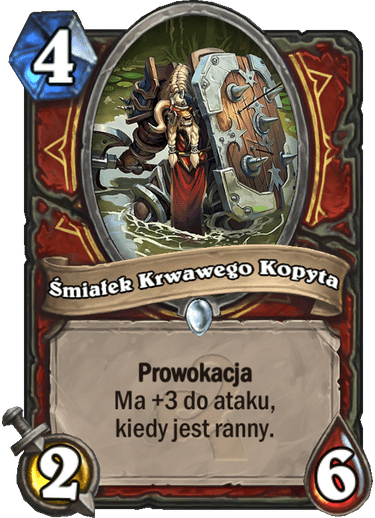 4
Śmiałek Krwawego Kopyta
Prowokacja
Ma +3 do ataku,
kiedy jest ranny.
2
6